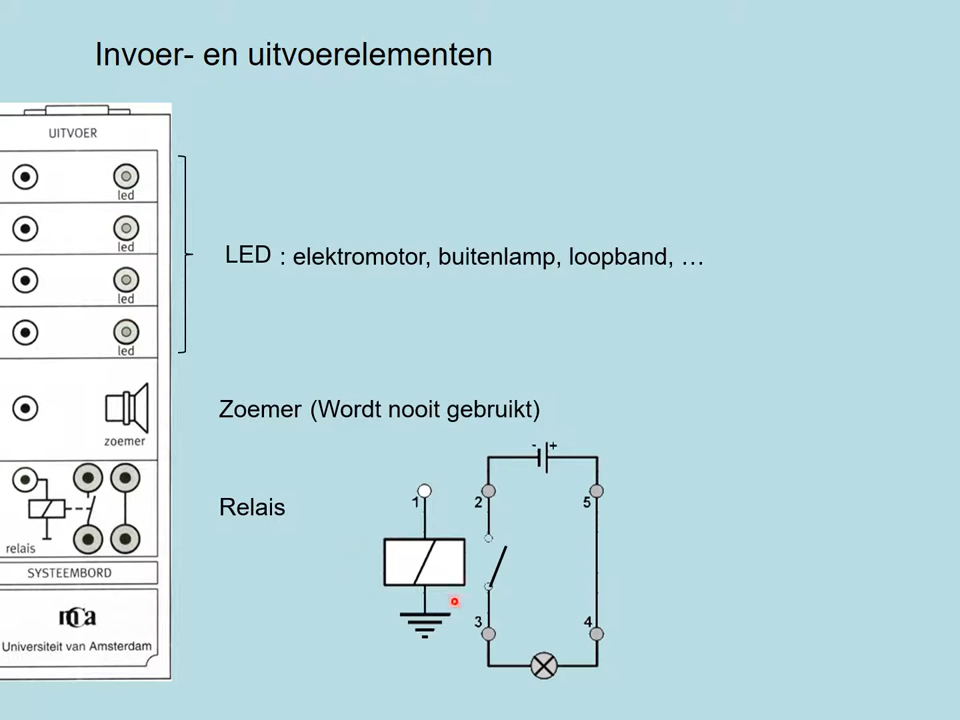 Invoer- en uitvoerelementen
UITVOER
led
led
led
led
LED : elektromotor, buitenlamp, loopband, …
Zoemer (Wordt nooit gebruikt)
zoemer
- +
1 2 5
Relais
relais
SYSTEEMBORD
3 4
mca
Universiteit van Amsterdam